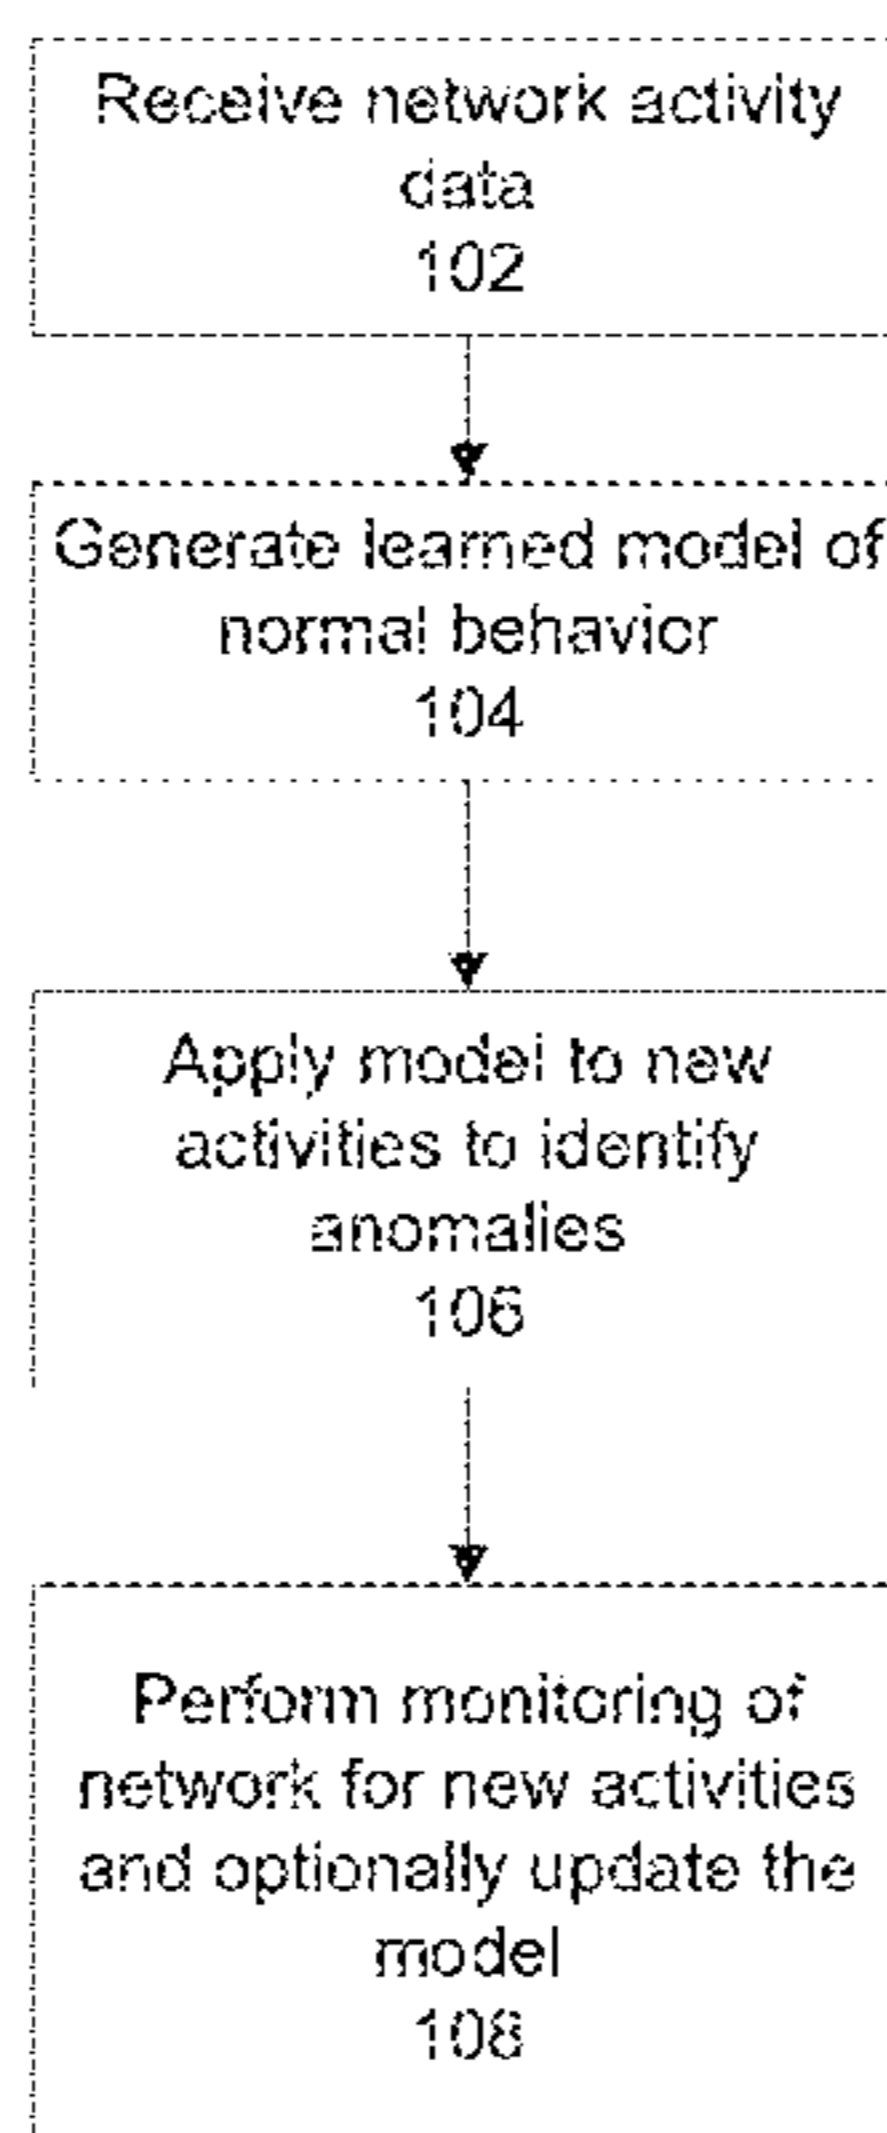 Receive network activity
data
102
Generate learned model of
normal behavior
104
Apply model to new
activities to identify
anomalies
106
Perform monitoring of
network for new activities
and optionally update the
model
108